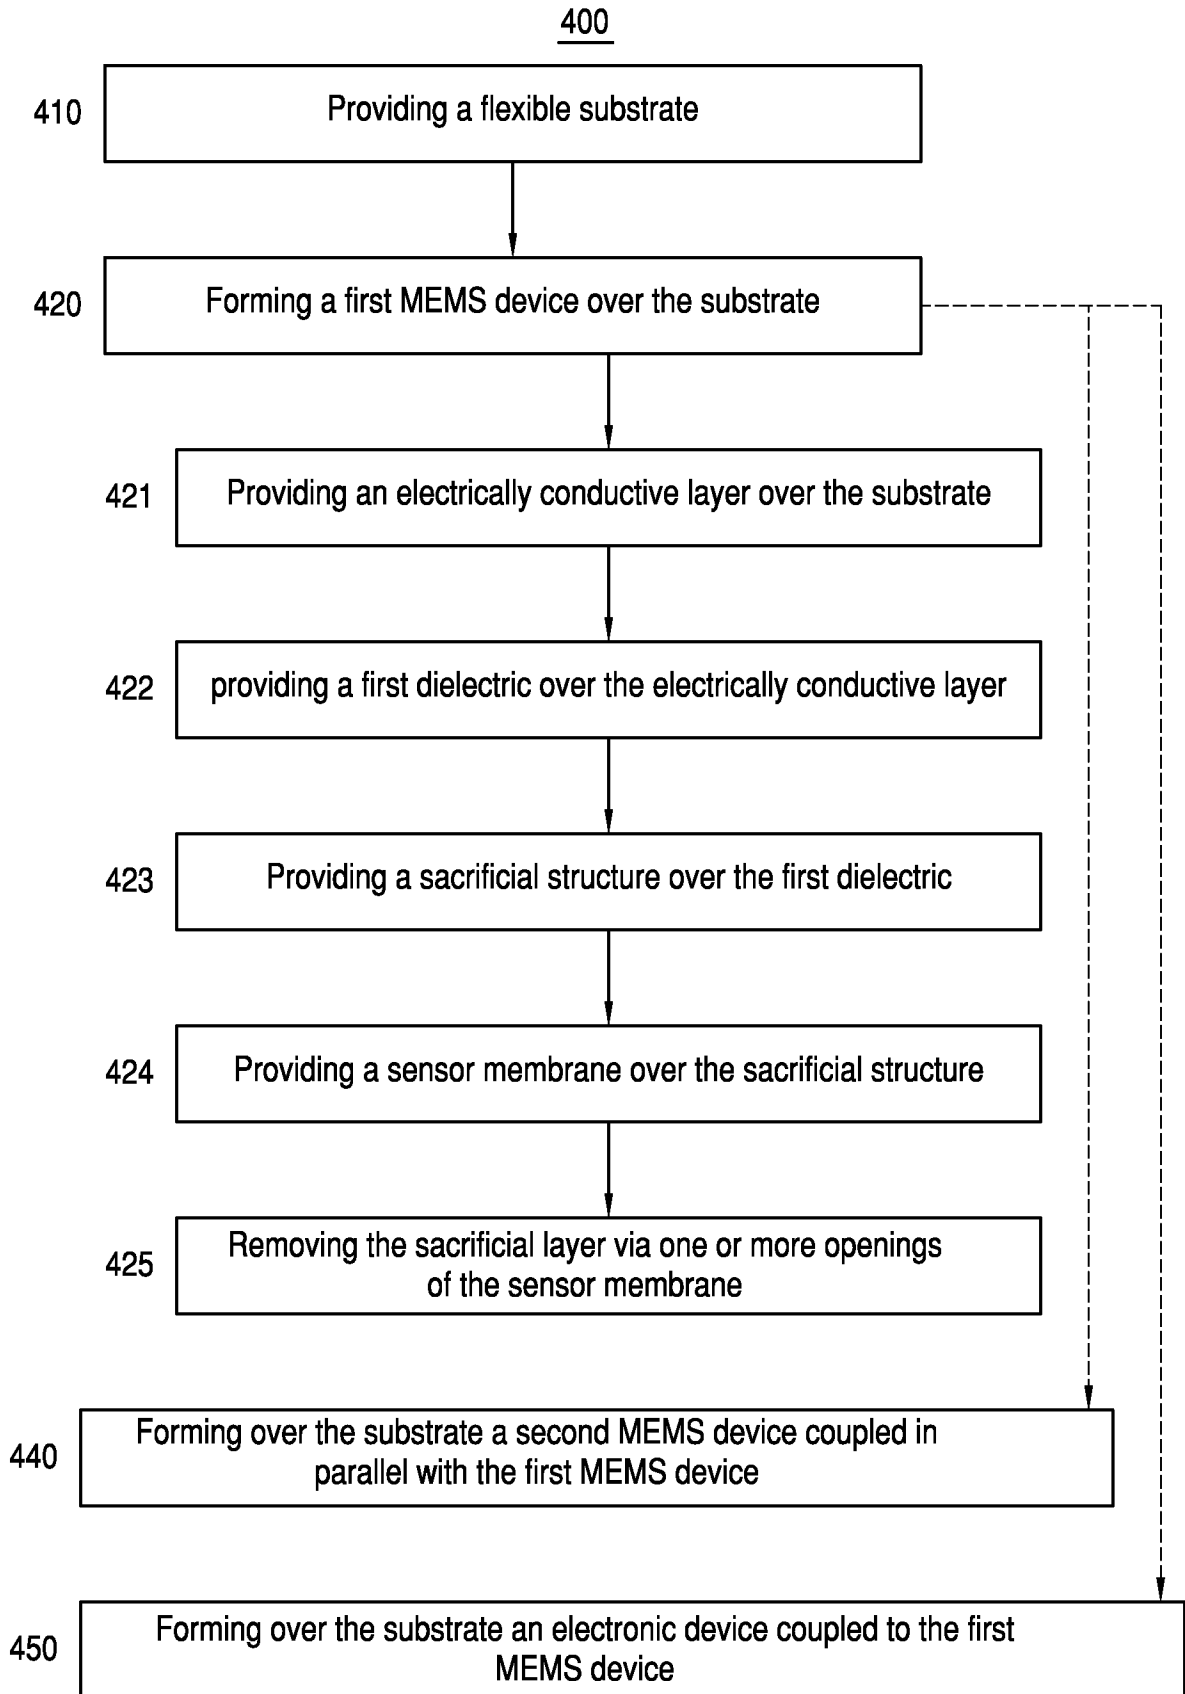 400
410
Providing a flexible substrate
420
Forming a first MEMS device over the substrate
421
Providing an electrically conductive layer over the substrate
422
providing a first dielectric over the electrically conductive layer
423
Providing a sacrificial structure over the first dielectric
424
Providing a sensor membrane over the sacrificial structure
425
Removing the sacrificial layer via one or more openings
of the sensor membrane
440
Forming over the substrate a second MEMS device coupled in
parallel with the first MEMS device
450
Forming over the substrate an electronic device coupled to the first
MEMS device